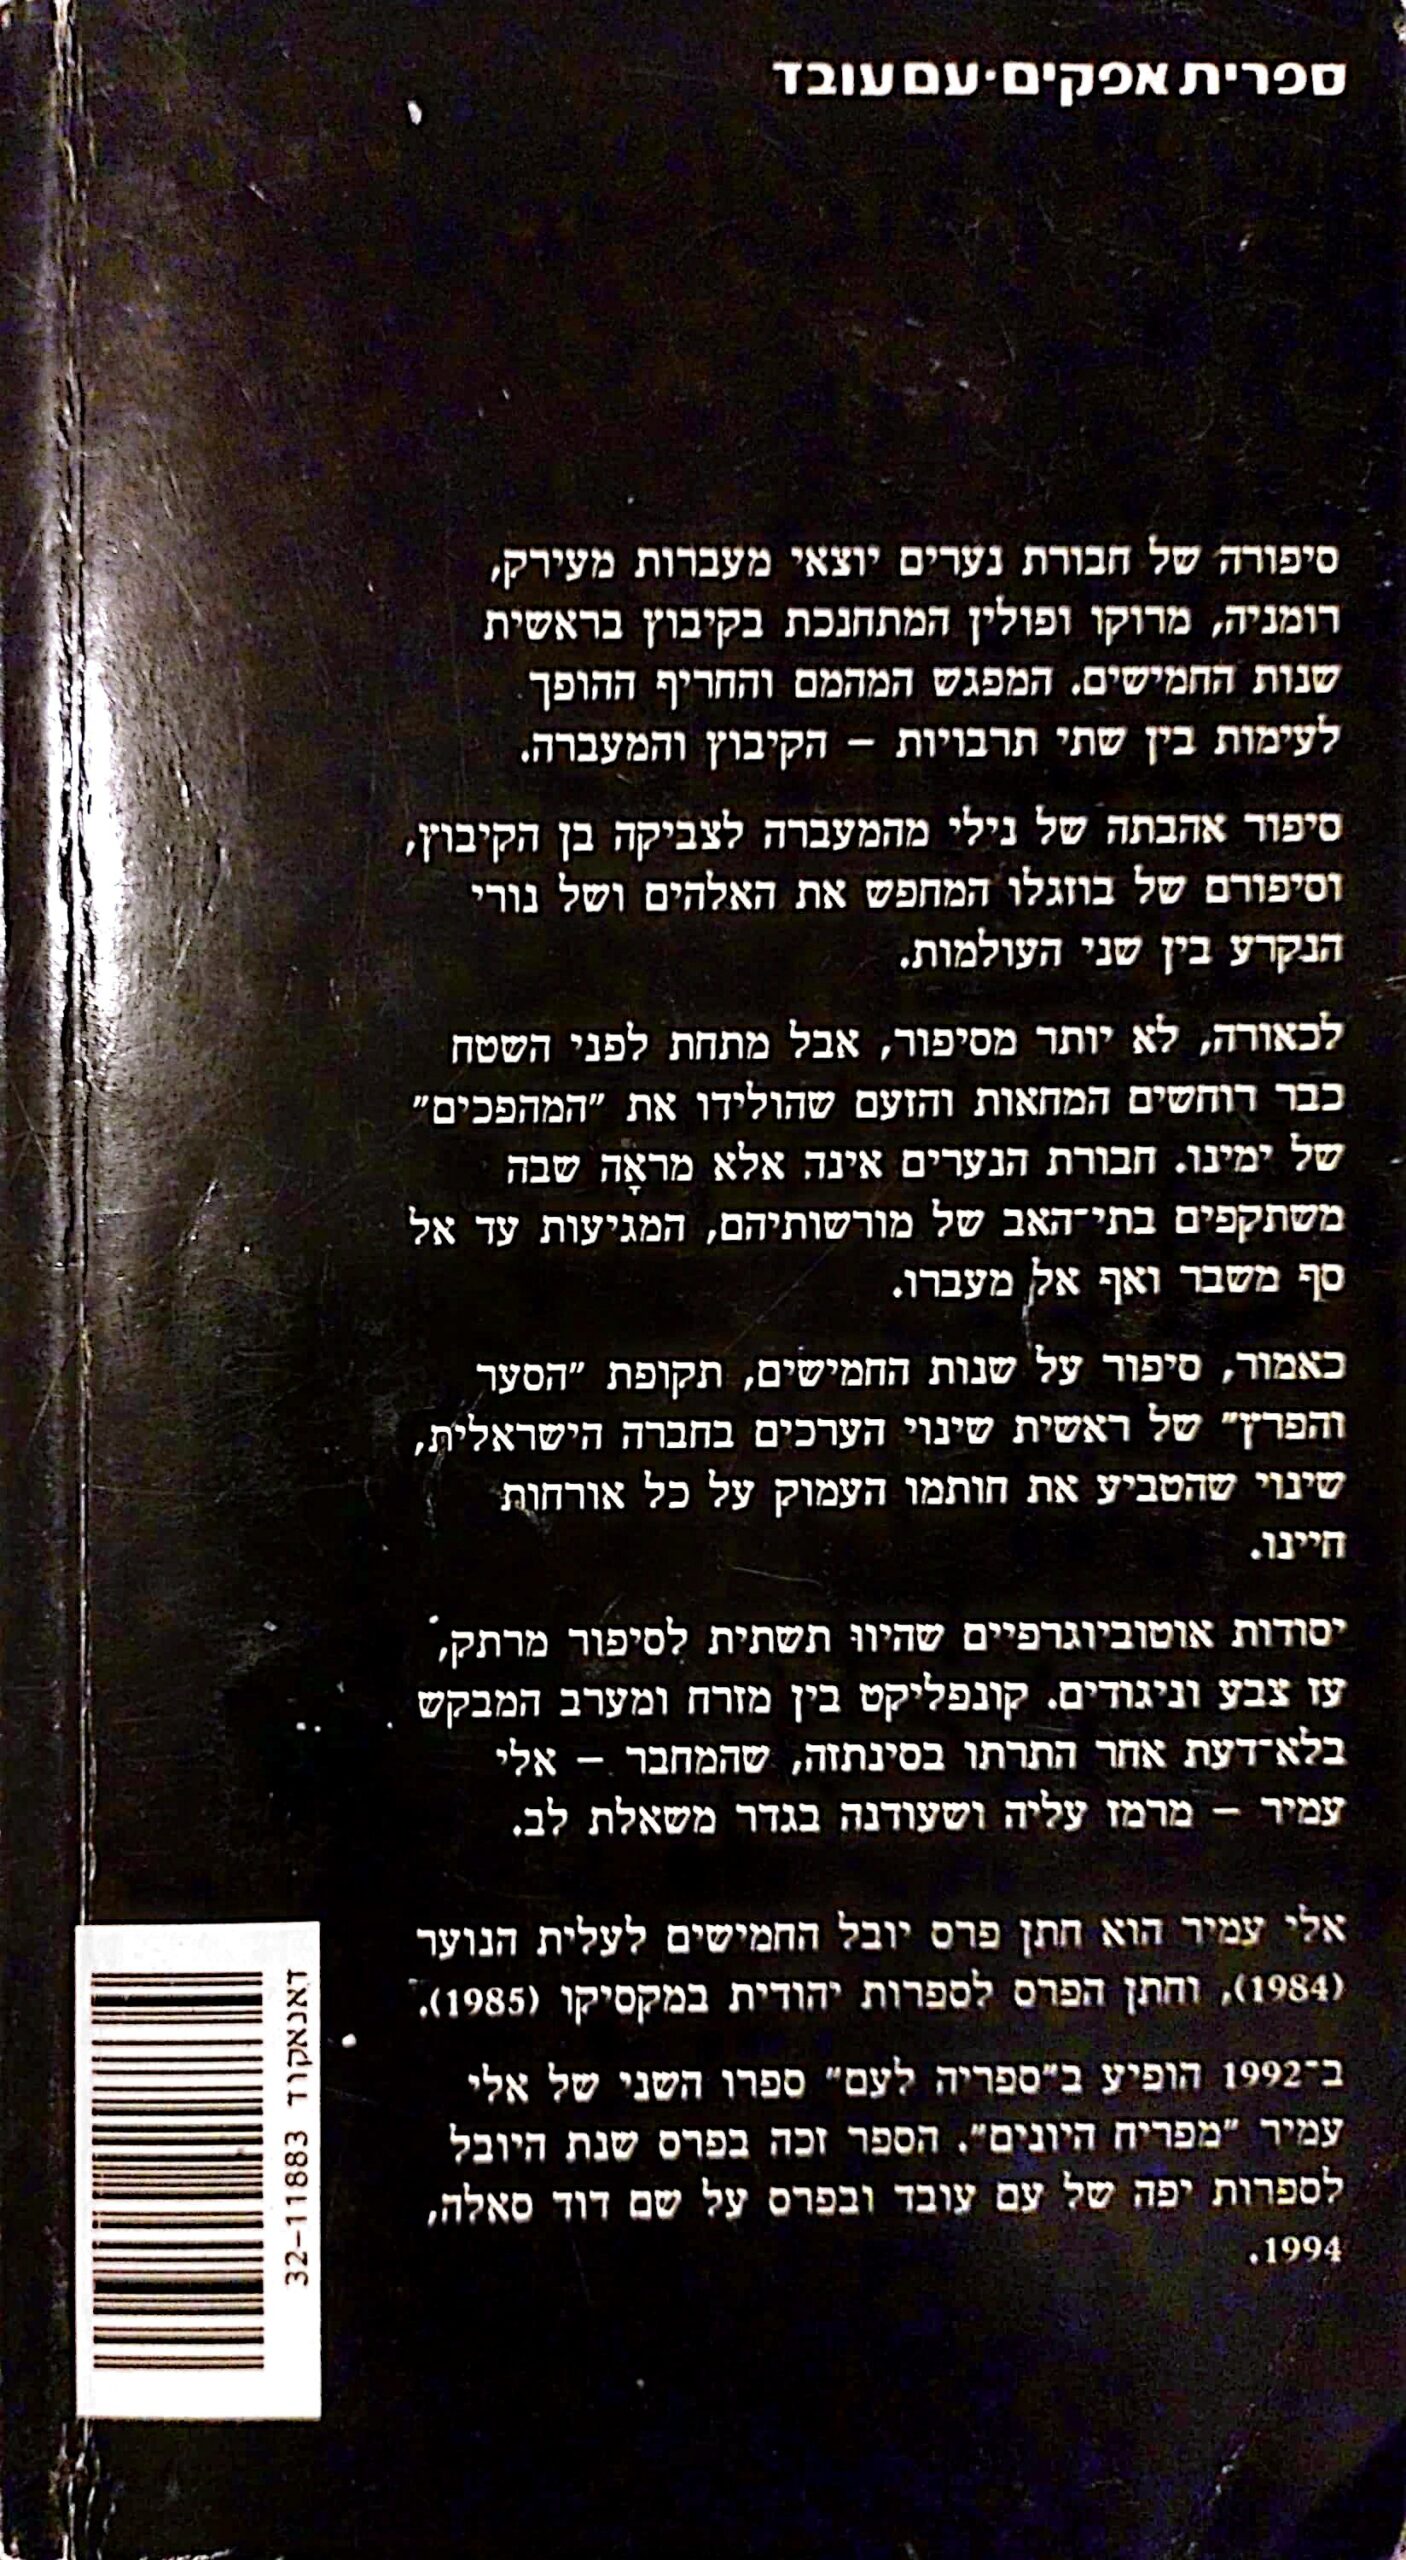 ספרית אפקים·עם עובד
סיפורה של חבורת נערים יוצאי מעברות מעירק,
רומניה, מרוקו ופולין המתחנכת בקיבוץ בראשית
שנות החמישים. המפגש המהמם והחריף ההופך
לעימות בין שתי תרבויות – הקיבוץ והמעברה.
סיפור אהבתה של נילי מהמעברה לצביקה בן הקיבוץ,
וסיפורם של בוזגלו המחפש את האלהים ושל נורי
הנקרע בין שני העולמות.
לכאורה, לא יותר מסיפור, אבל מתחת לפני השטח
כבר רוחשים המחאות והזעם שהולידו את "המהפכים"
של ימינו. חבורת הנערים אינה אלא מראָה שבה
משתקפים בתי־האב של מורשותיהם, המגיעות עד אל
סף משבר ואף אל מעברו.
כאמור, סיפור על שנות החמישים, תקופת "הסער
והפרץ" של ראשית שינוי הערכים בחברה הישראלית,
שינוי שהטביע את חותמו העמוק על כל אורחות
חיינו.
יסודות אוטוביוגרפיים שהיווּ תשתית לסיפור מרתק,
עז צבע וניגודים. קונפליקט בין מזרח ומערב המבקש
בלא־דעת אחר התרתו בסינתזה, שהמחבר – אלי
עמיר – מרמז עליה ושעודנה בגדר משאלת לב.
אלי עמיר הוא חתן פרס יובל החמישים לעלית הנוער
(1984), וחתן הפרס לספרות יהודית במקסיקו (1985).
ב־1992 הופיע ב"ספריה לעם" ספרו השני של אלי
עמיר "מפריח היונים". הספר זכה בפרס שנת היובל
לספרות יפה של עם עובד ובפרס על שם דוד סאלה,
1994.
דאנאקוד 32–11883